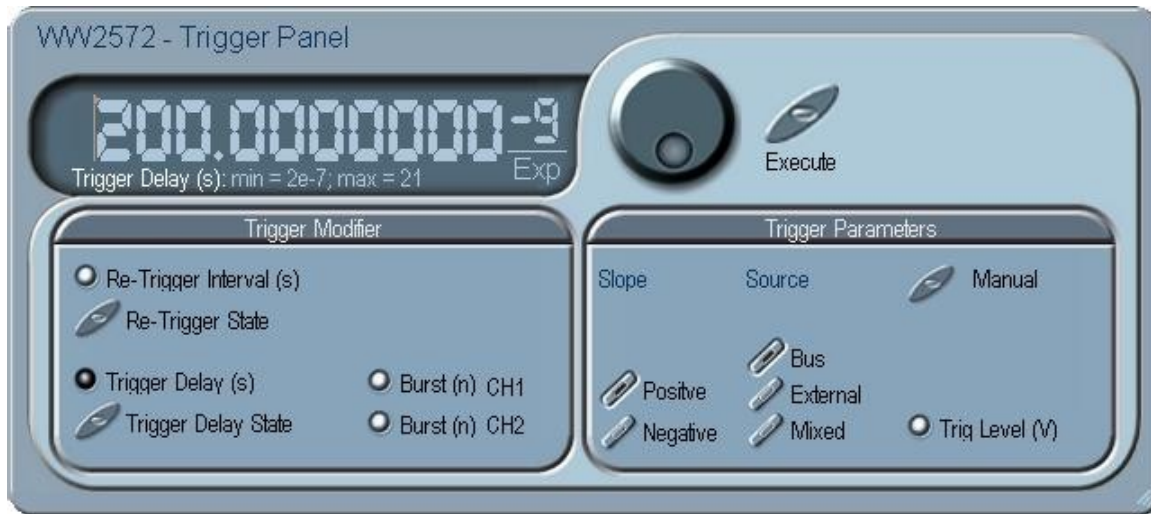 WW2572 - Trigger Panel
200.0000000-9
Exp
Trigger Delay (s): min = 2e-7; max = 21
Execute
Trigger Modifier
Re-Trigger Interval (s)
Re-Trigger State
Trigger Delay (s)
Burst (n) CH1
Trigger Delay State
Burst (n) CH2
Trigger Parameters
Slope
Source
Manual
Bus
Positve
External
Negative
Mixed
Trig Level (V)